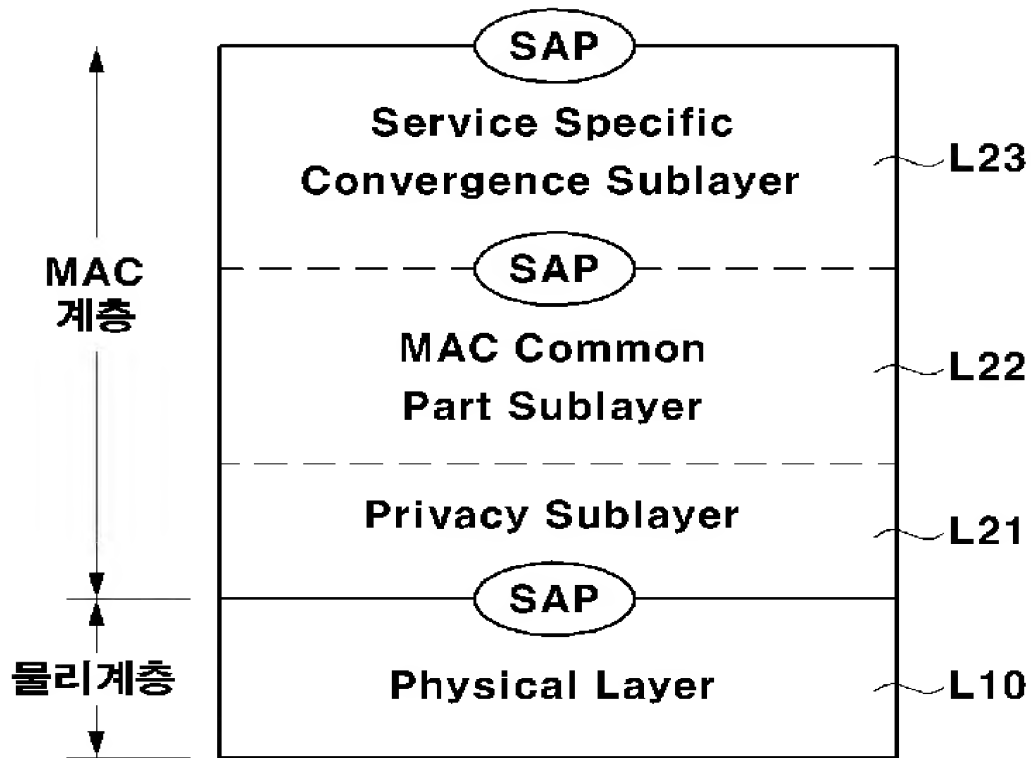 SAP
Service Specific
Convergence Sublayer
L23
SAP
MAC
계층
MAC Common
Part Sublayer
L22
Privacy Sublayer
L21
SAP
물리계층
Physical Layer
L10